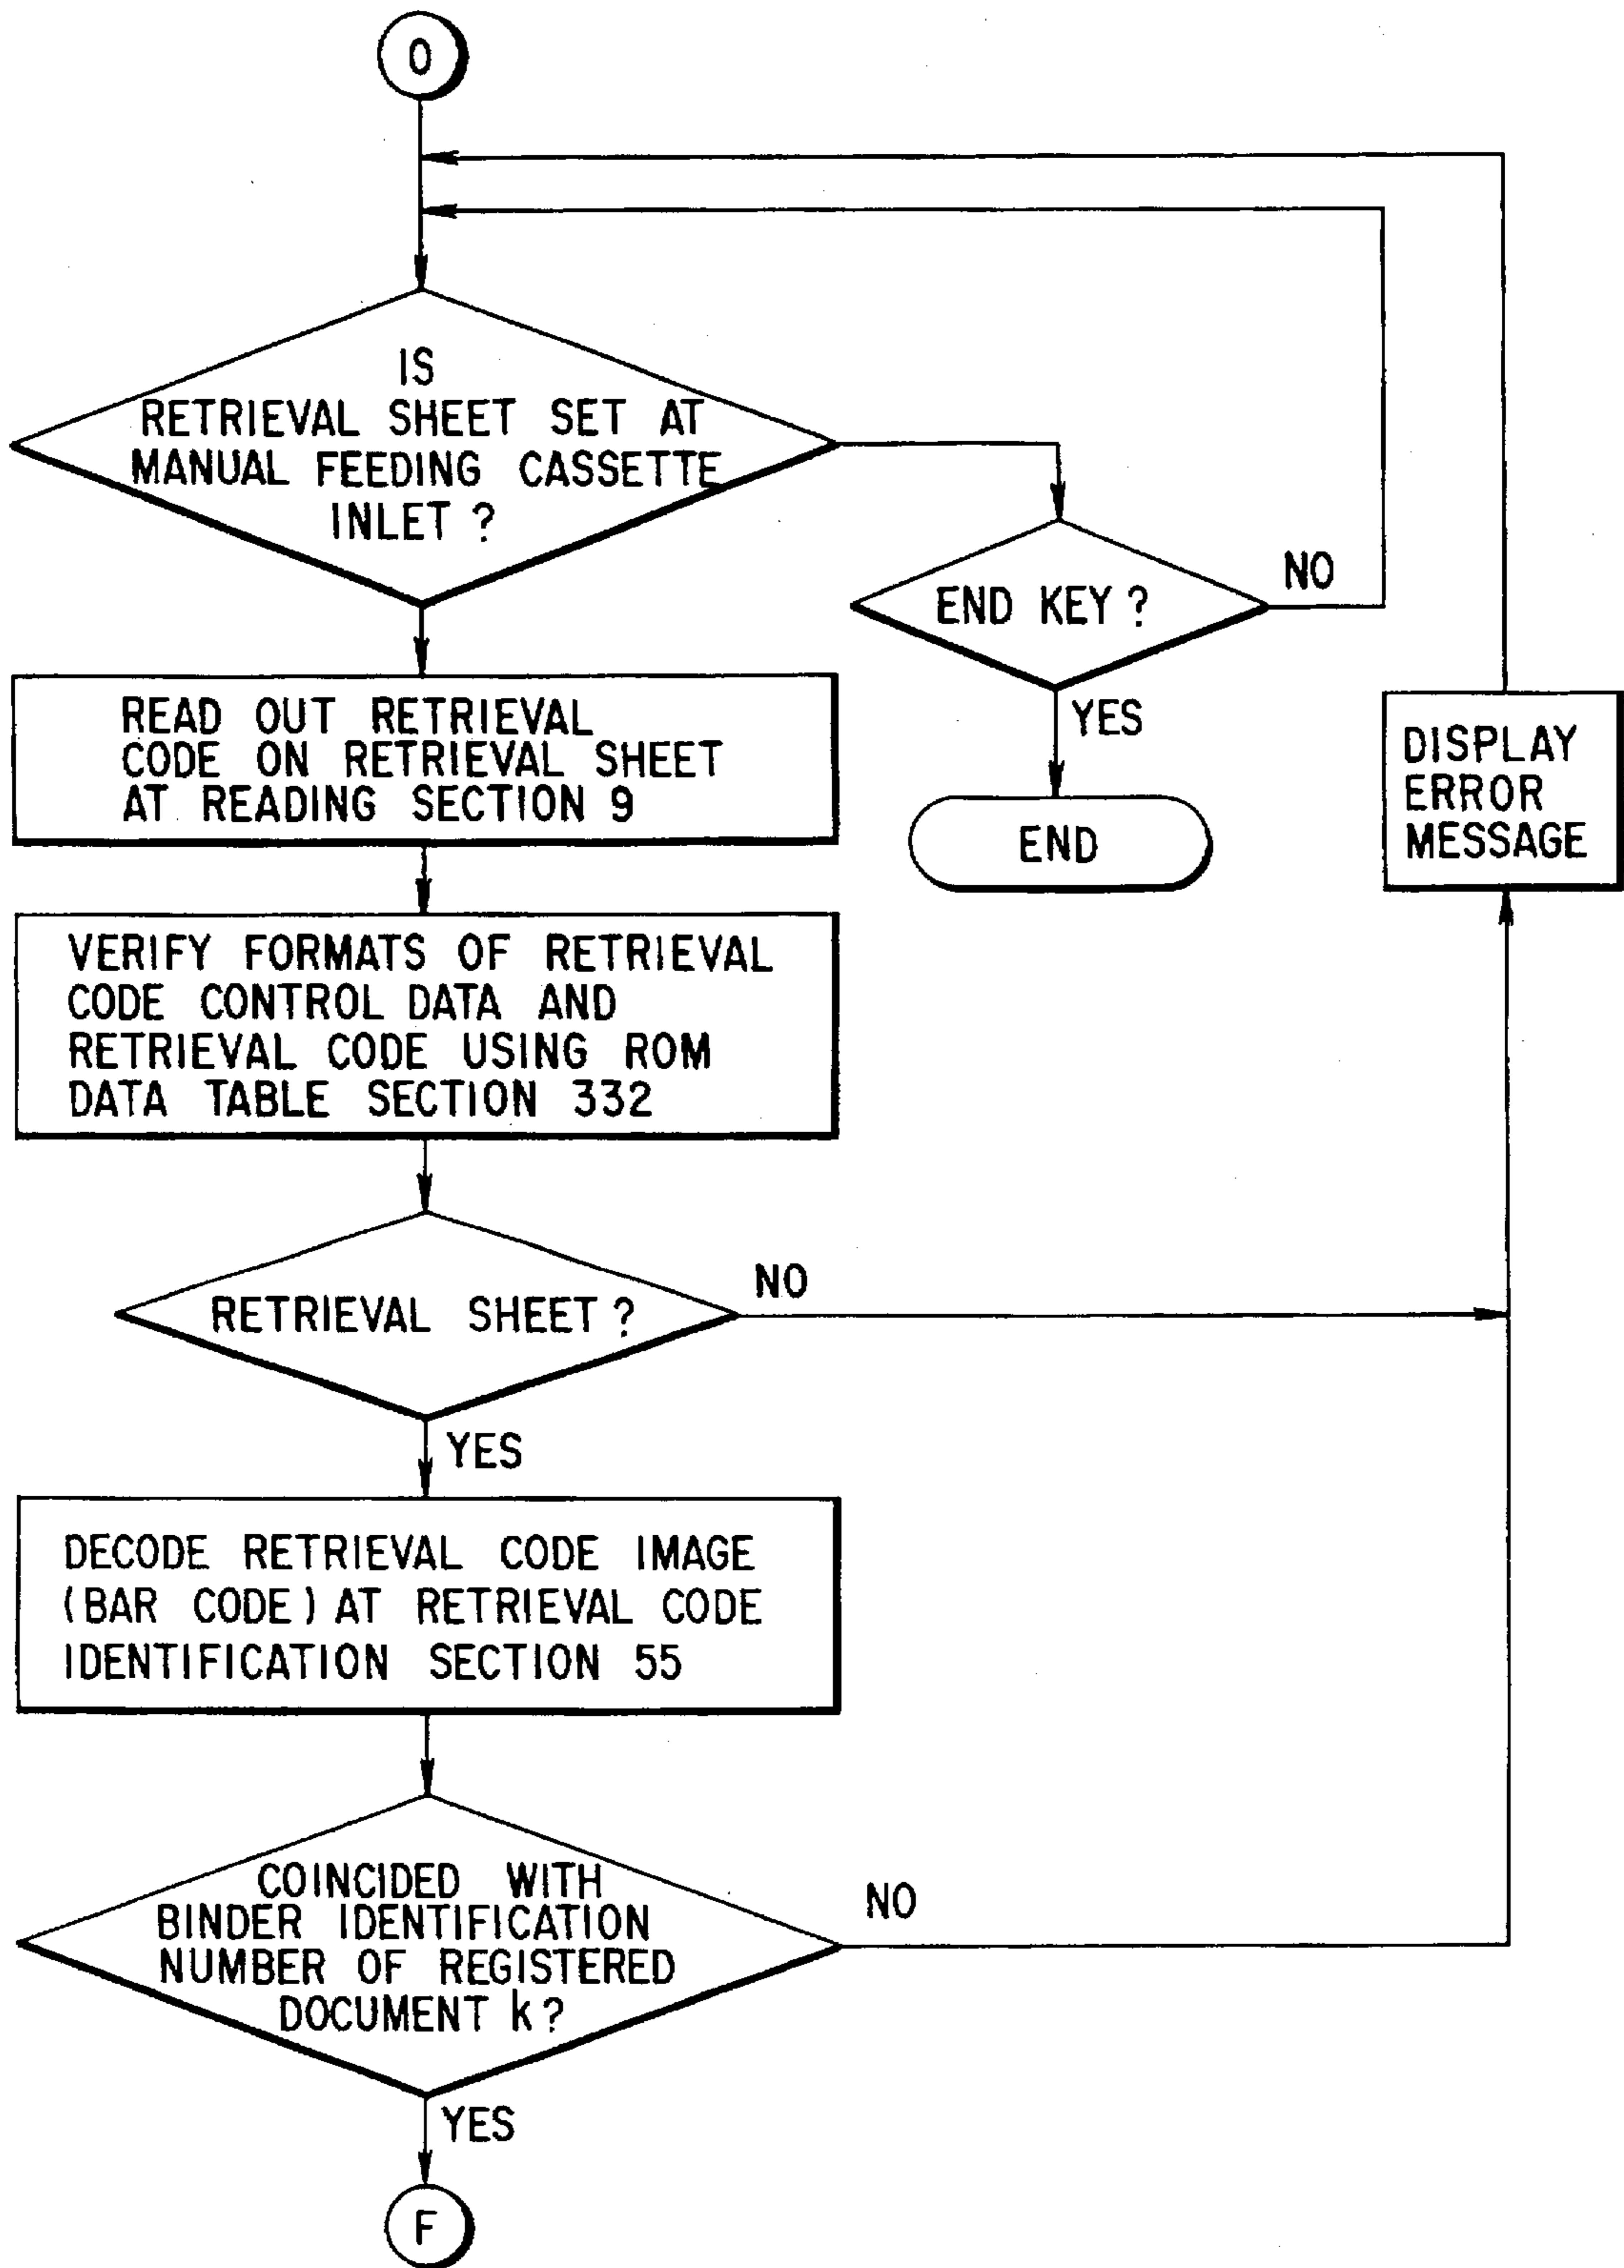 O
IS
RETRIEVAL SHEET SET AT
MANUAL FEEDING CASSETTE
INLET ?
END KEY ?
NO
YES
END
READ OUT RETRIEVAL
CODE ON RETRIEVAL SHEET
AT READING SECTION 9
DISPLAY
ERROR
MESSAGE
VERIFY FORMATS OF RETRIEVAL
CODE CONTROL DATA AND
RETRIEVAL CODE USING ROM
DATA TABLE SECTION 332
RETRIEVAL SHEET ?
NO
YES
DECODE RETRIEVAL CODE IMAGE
(BAR CODE) AT RETRIEVAL CODE
IDENTIFICATION SECTION 55
COINCIDED WITH
BINDER IDENTIFICATION
NUMBER OF REGISTERED
DOCUMENT k?
NO
YES
F